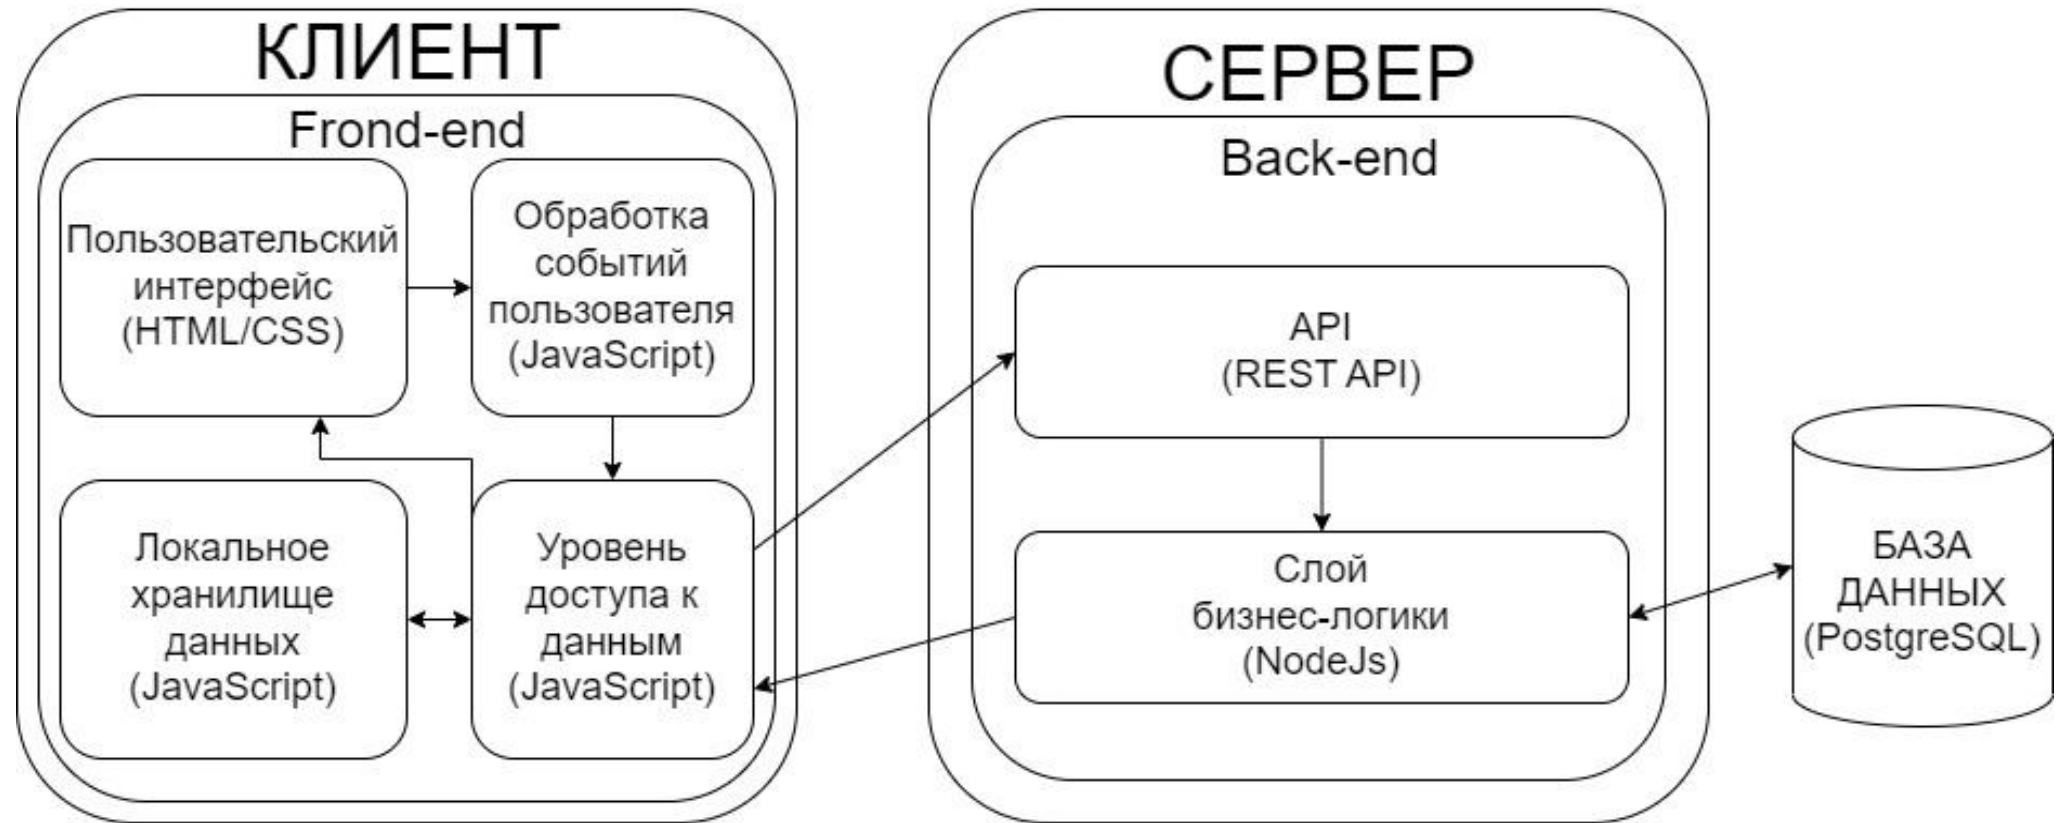 КЛИЕНТ
Frond-end
Пользовательский
интерфейс
(HTML/CSS)
Обработка
событий
пользователя
(JavaScript)
Локальное
хранилище
данных
(JavaScript)
Уровень
доступа к
данным
(JavaScript)
СЕРВЕР
Back-end
API
(REST API)
Слой
бизнес-логики
(NodeJs)
БАЗА
ДАННЫХ
(PostgreSQL)